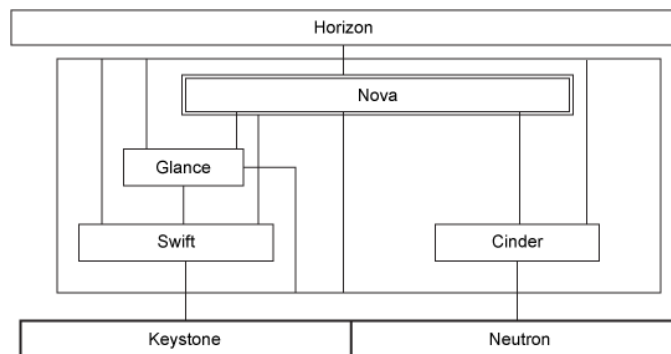 Horizon
Nova
Glance
Swift
Cinder
Keystone
Neutron